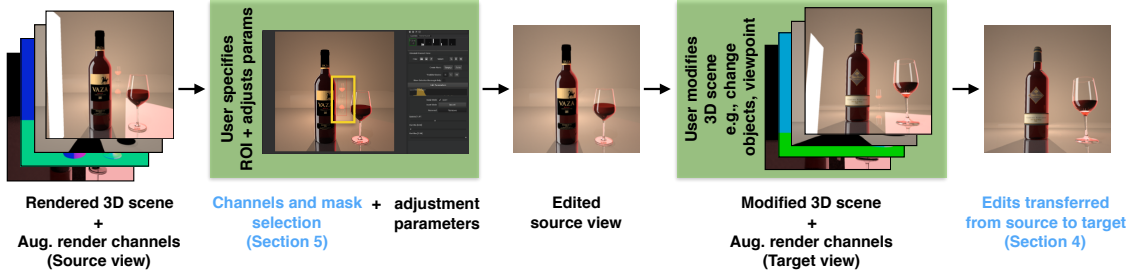 User specifies
ROI + adjusts params
User modifies
3D scene
e.g., change
objects, viewpoint
VAZA
Rendered 3D scene
+
Aug. render channels
(Source view)
Channels and mask
selection
(Section 5)
+
adjustment
parameters
Edited
source view
Modified 3D scene
+
Aug. render channels
(Target view)
Edits transferred
from source to target
(Section 4)